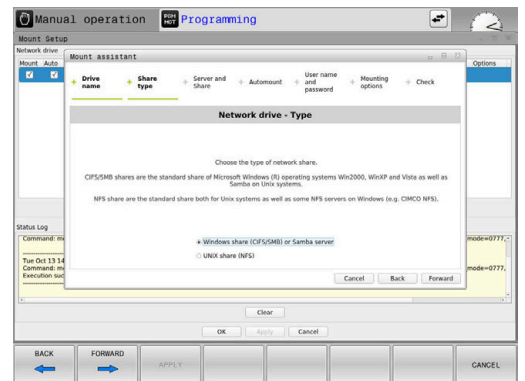 Manual operation
PGM
MGT
Programming
Mount Setup
Network drive
Mount Auto
Options
Mount assistant
Drive
name
Share
type
Server and
Share
Automount
User name
and
password
Mounting
options
Check
Network drive - Type
Choose the type of network share.
CIFS/SMB shares are the standard share of Microsoft Windows (R) operating systems Win2000, WinXP and Vista as well as
Samba on Unix systems.
NFS share are the standard share both for Unix systems as well as some NFS servers on Windows (e.g. CIMCO NFS).
Windows share (CIFS/SMB) or Samba server
UNIX share (NFS)
Cancel Back Forward
Status Log
Command: m
mode=0777,
Tue Oct 13 14
Command: m
mode=0777,
Execution suc
Clear
OK Apply Cancel
BACK FORWARD APPLY CANCEL